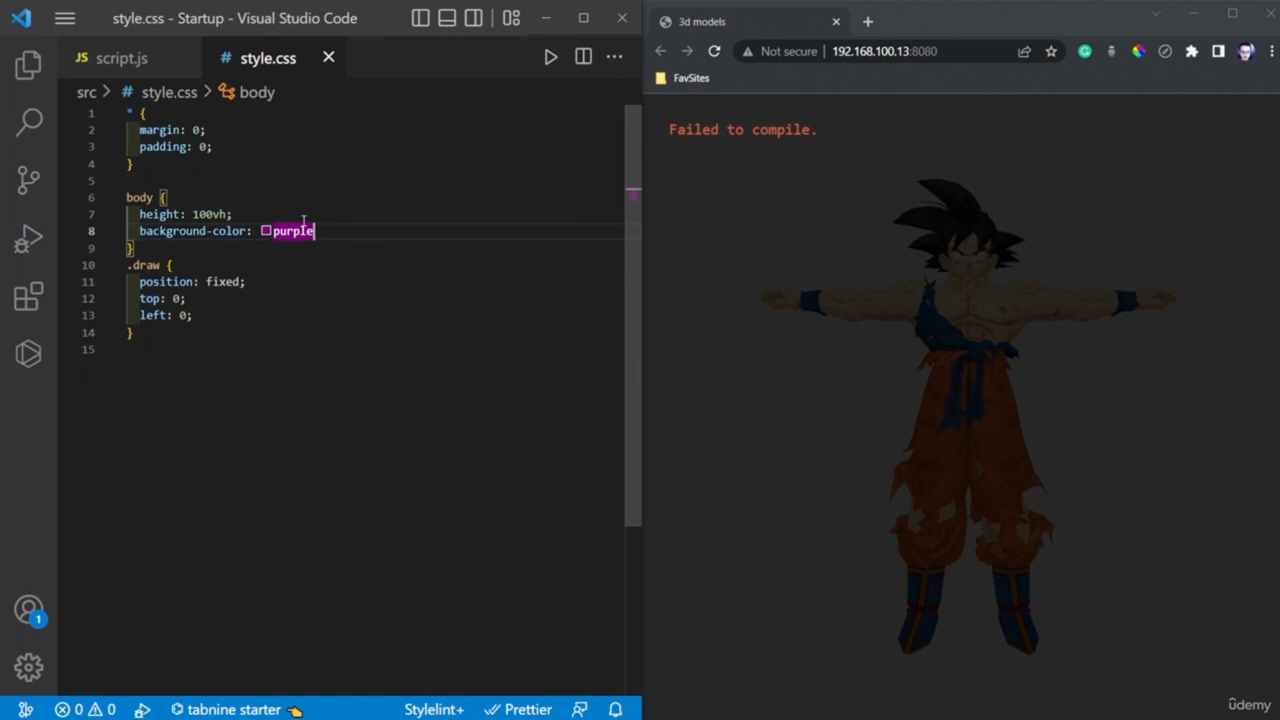 style.css - Startup - Visual Studio Code
JS script.js
# style.css
src > # style.css > body
1 * {
2 margin: 0;
3 padding: 0;
4 }
5
6 body {
7 height: 100vh;
8 background-color: purple
9 }
10 .draw {
11 position: fixed;
12 top: 0;
13 left: 0;
14 }
15
1
0 0 tabnine starter Stylelint+ Prettier
3d models
Not secure 192.168.100.13:8080
FavSites
Failed to compile.
ûdemy